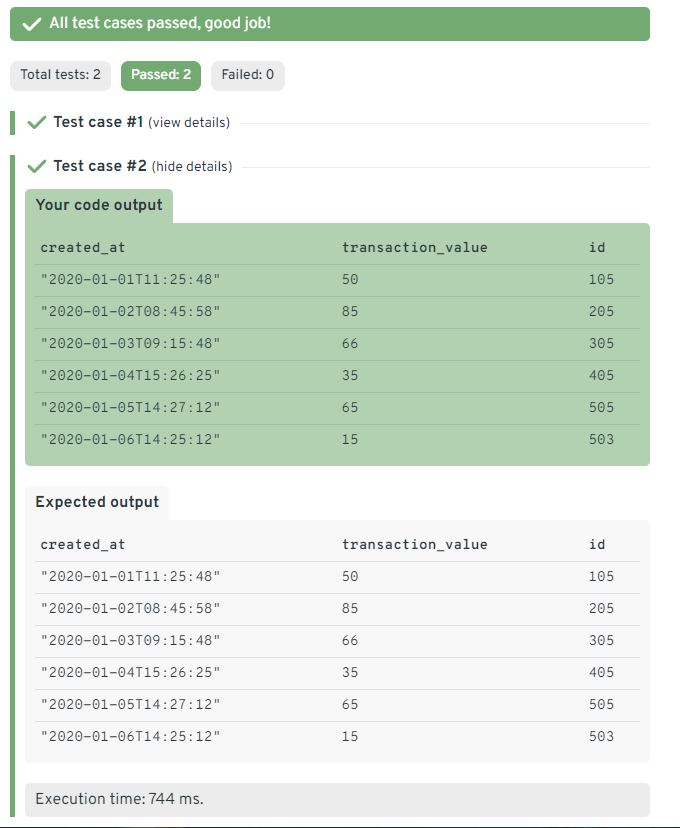 All test cases passed, good job!
Total tests: 2 Passed: 2 Failed: 0
Test case #1 (view details)
Test case #2 (hide details)
Your code output
created_at transaction_value id
"2020-01-01T11:25:48" 50 105
"2020-01-02T08:45:58" 85 205
"2020-01-03T09:15:48" 66 305
"2020-01-04T15:26:25" 35 405
"2020-01-05T14:27:12" 65 505
"2020-01-06T14:25:12" 15 503
Expected output
created_at transaction_value id
"2020-01-01T11:25:48" 50 105
"2020-01-02T08:45:58" 85 205
"2020-01-03T09:15:48" 66 305
"2020-01-04T15:26:25" 35 405
"2020-01-05T14:27:12" 65 505
"2020-01-06T14:25:12" 15 503
Execution time: 744 ms.